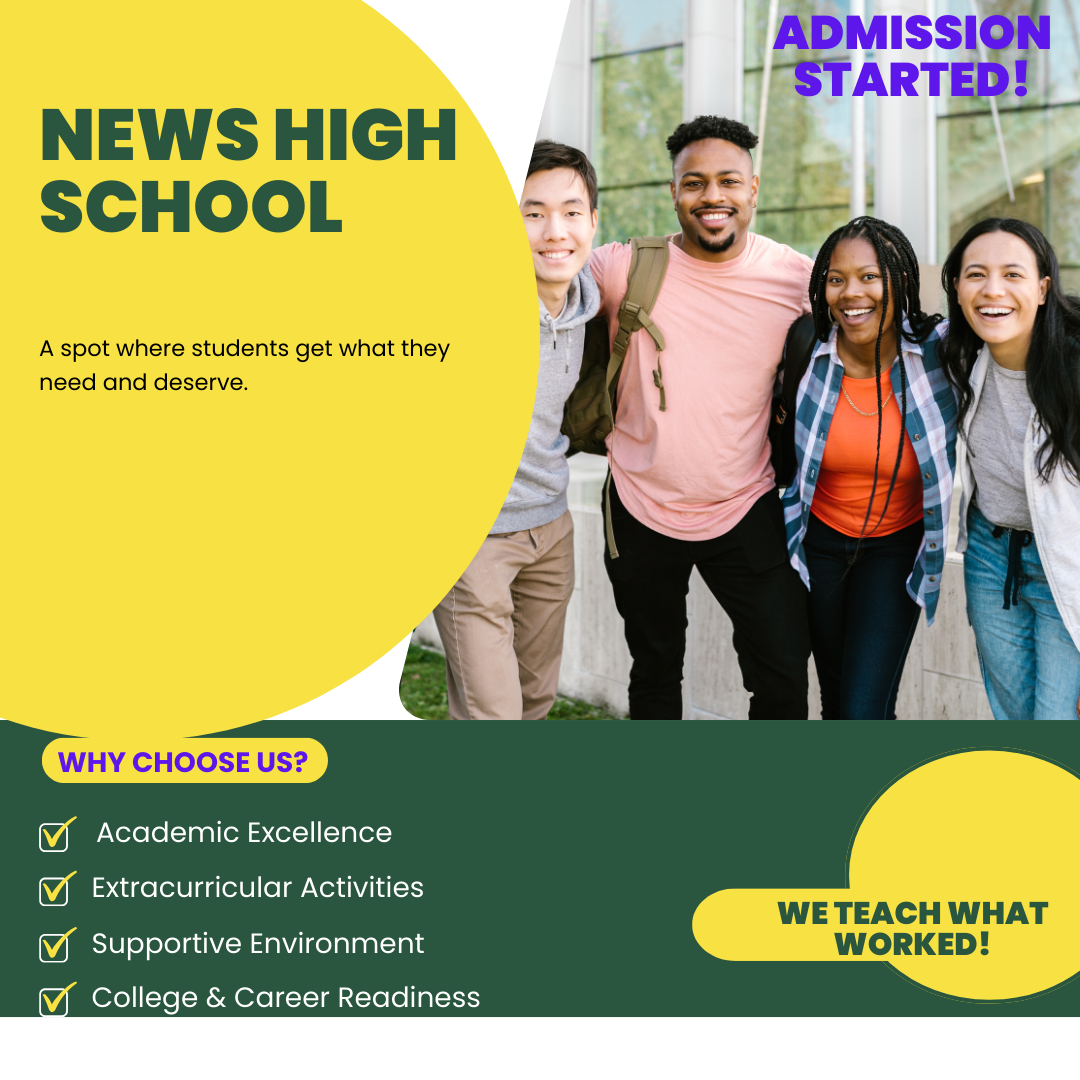 ADMISSION
STARTED!
NEWS HIGH
SCHOOL
A spot where students get what they
need and deserve.
WHY CHOOSE US?
Academic Excellence
Extracurricular Activities
Supportive Environment
College & Career Readiness
WE TEACH WHAT
WORKED!